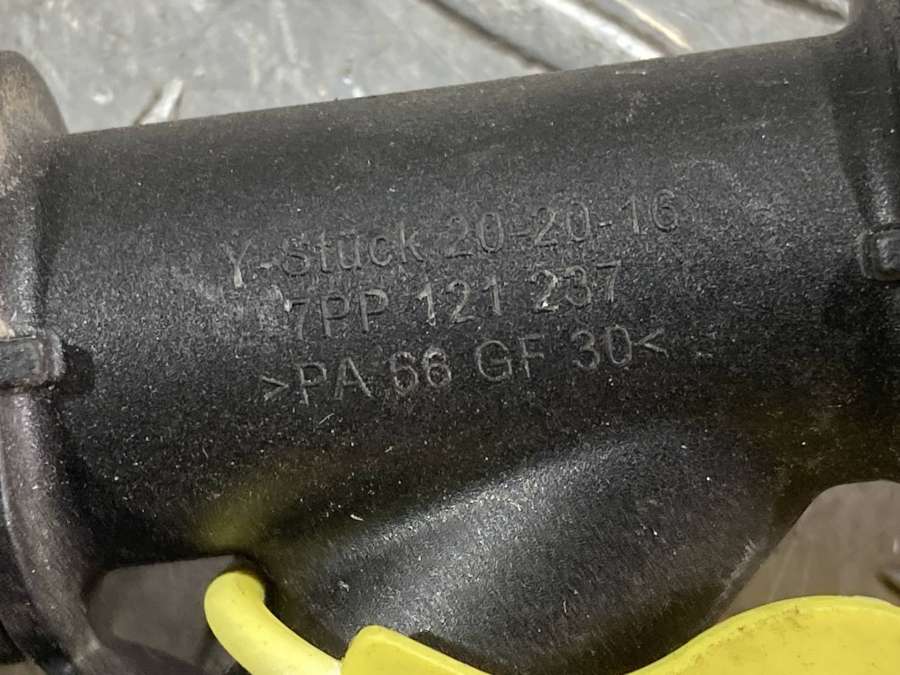 Y-Stück 20-20-16
7PP 121 237
>PA 66 GF 30<